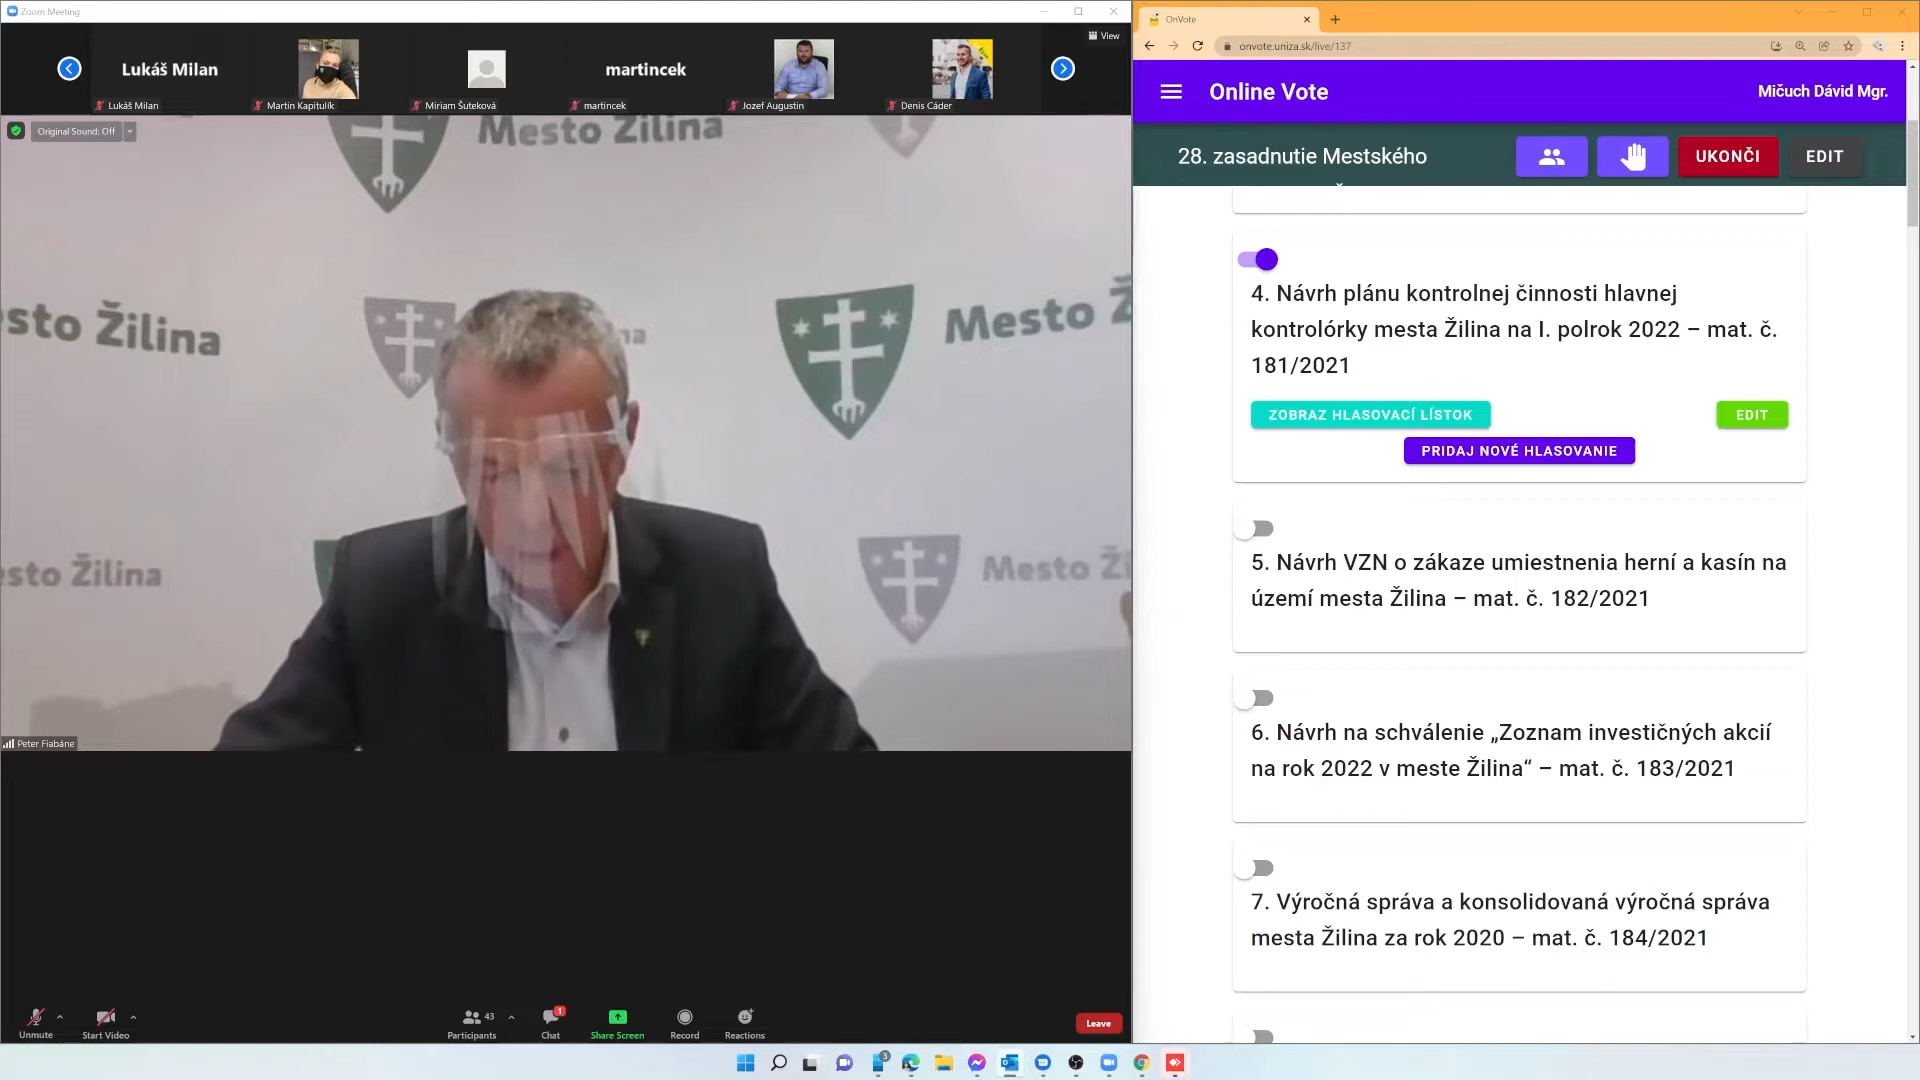 Zoom Meeting
View
Lukáš Milan
martincek
Lukáš Milan
Martin Kapitulík
Miriam Šuteková
martincek
Jozef Augustin
Denis Cáder
Original Sound: Off
Mesto Žilina
sto Žilina
na
Mesto Ž
esto Žilina
Mesto Ži
Peter Fiabáne
Unmute
Start Video
43
Participants
1
Chat
Share Screen
Record
Reactions
Leave
OnVote
onvote.uniza.sk/live/137
Online Vote
Mičuch Dávid Mgr.
28. zasadnutie Mestského
UKONČI
EDIT
4. Návrh plánu kontrolnej činnosti hlavnej
kontrolórky mesta Žilina na I. polrok 2022 – mat. č.
181/2021
ZOBRAZ HLASOVACÍ LÍSTOK
EDIT
PRIDAJ NOVÉ HLASOVANIE
5. Návrh VZN o zákaze umiestnenia herní a kasín na
území mesta Žilina – mat. č. 182/2021
6. Návrh na schválenie „Zoznam investičných akcií
na rok 2022 v meste Žilina“ – mat. č. 183/2021
7. Výročná správa a konsolidovaná výročná správa
mesta Žilina za rok 2020 – mat. č. 184/2021
3